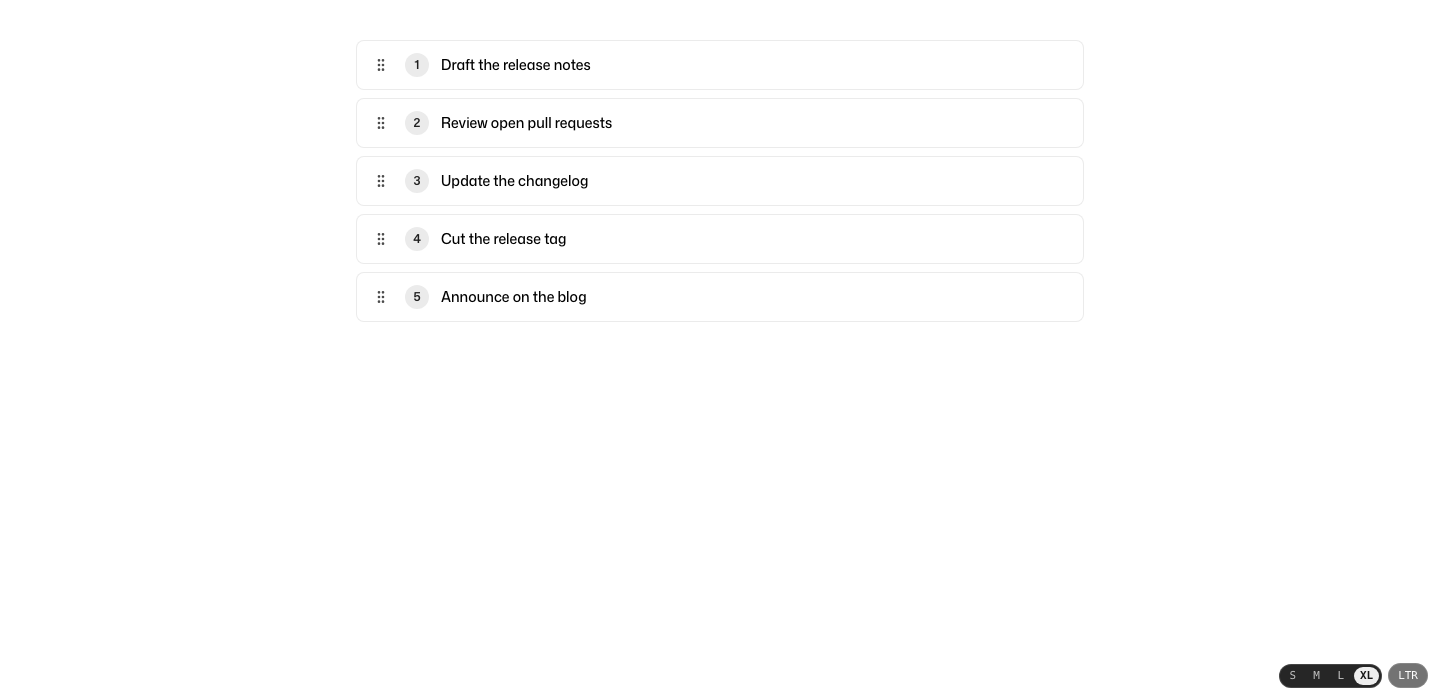 1 Draft the release notes
2 Review open pull requests
3 Update the changelog
4 Cut the release tag
5 Announce on the blog
S M L XL LTR